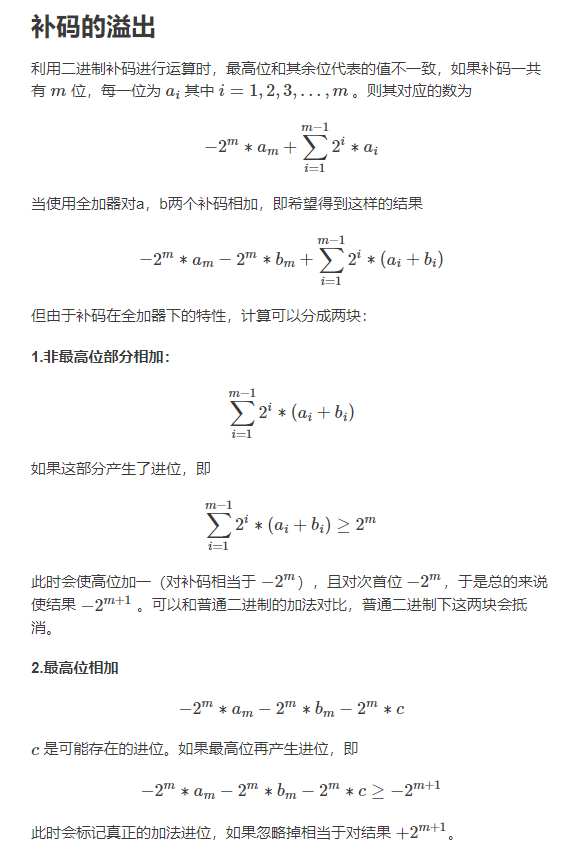 补码的溢出
利用二进制补码进行运算时，最高位和其余位代表的值不一致，如果补码一共
有 m 位，每一位为 a_i 其中 i = 1, 2, 3, ..., m 。则其对应的数为
-2^m * a_m + \sum_{i=1}^{m-1} 2^i * a_i
当使用全加器对a，b两个补码相加，即希望得到这样的结果
-2^m * a_m - 2^m * b_m + \sum_{i=1}^{m-1} 2^i * (a_i + b_i)
但由于补码在全加器下的特性，计算可以分成两块：
1.非最高位部分相加：
\sum_{i=1}^{m-1} 2^i * (a_i + b_i)
如果这部分产生了进位，即
\sum_{i=1}^{m-1} 2^i * (a_i + b_i) ≥ 2^m
此时会使高位加一（对补码相当于 -2^m），且对次首位 -2^m，于是总的来说
使结果 -2^{m+1} 。可以和普通二进制的加法对比，普通二进制下这两块会抵
消。
2.最高位相加
-2^m * a_m - 2^m * b_m - 2^m * c
c 是可能存在的进位。如果最高位再产生进位，即
-2^m * a_m - 2^m * b_m - 2^m * c ≥ -2^{m+1}
此时会标记真正的加法进位，如果忽略掉相当于对结果 +2^{m+1}。